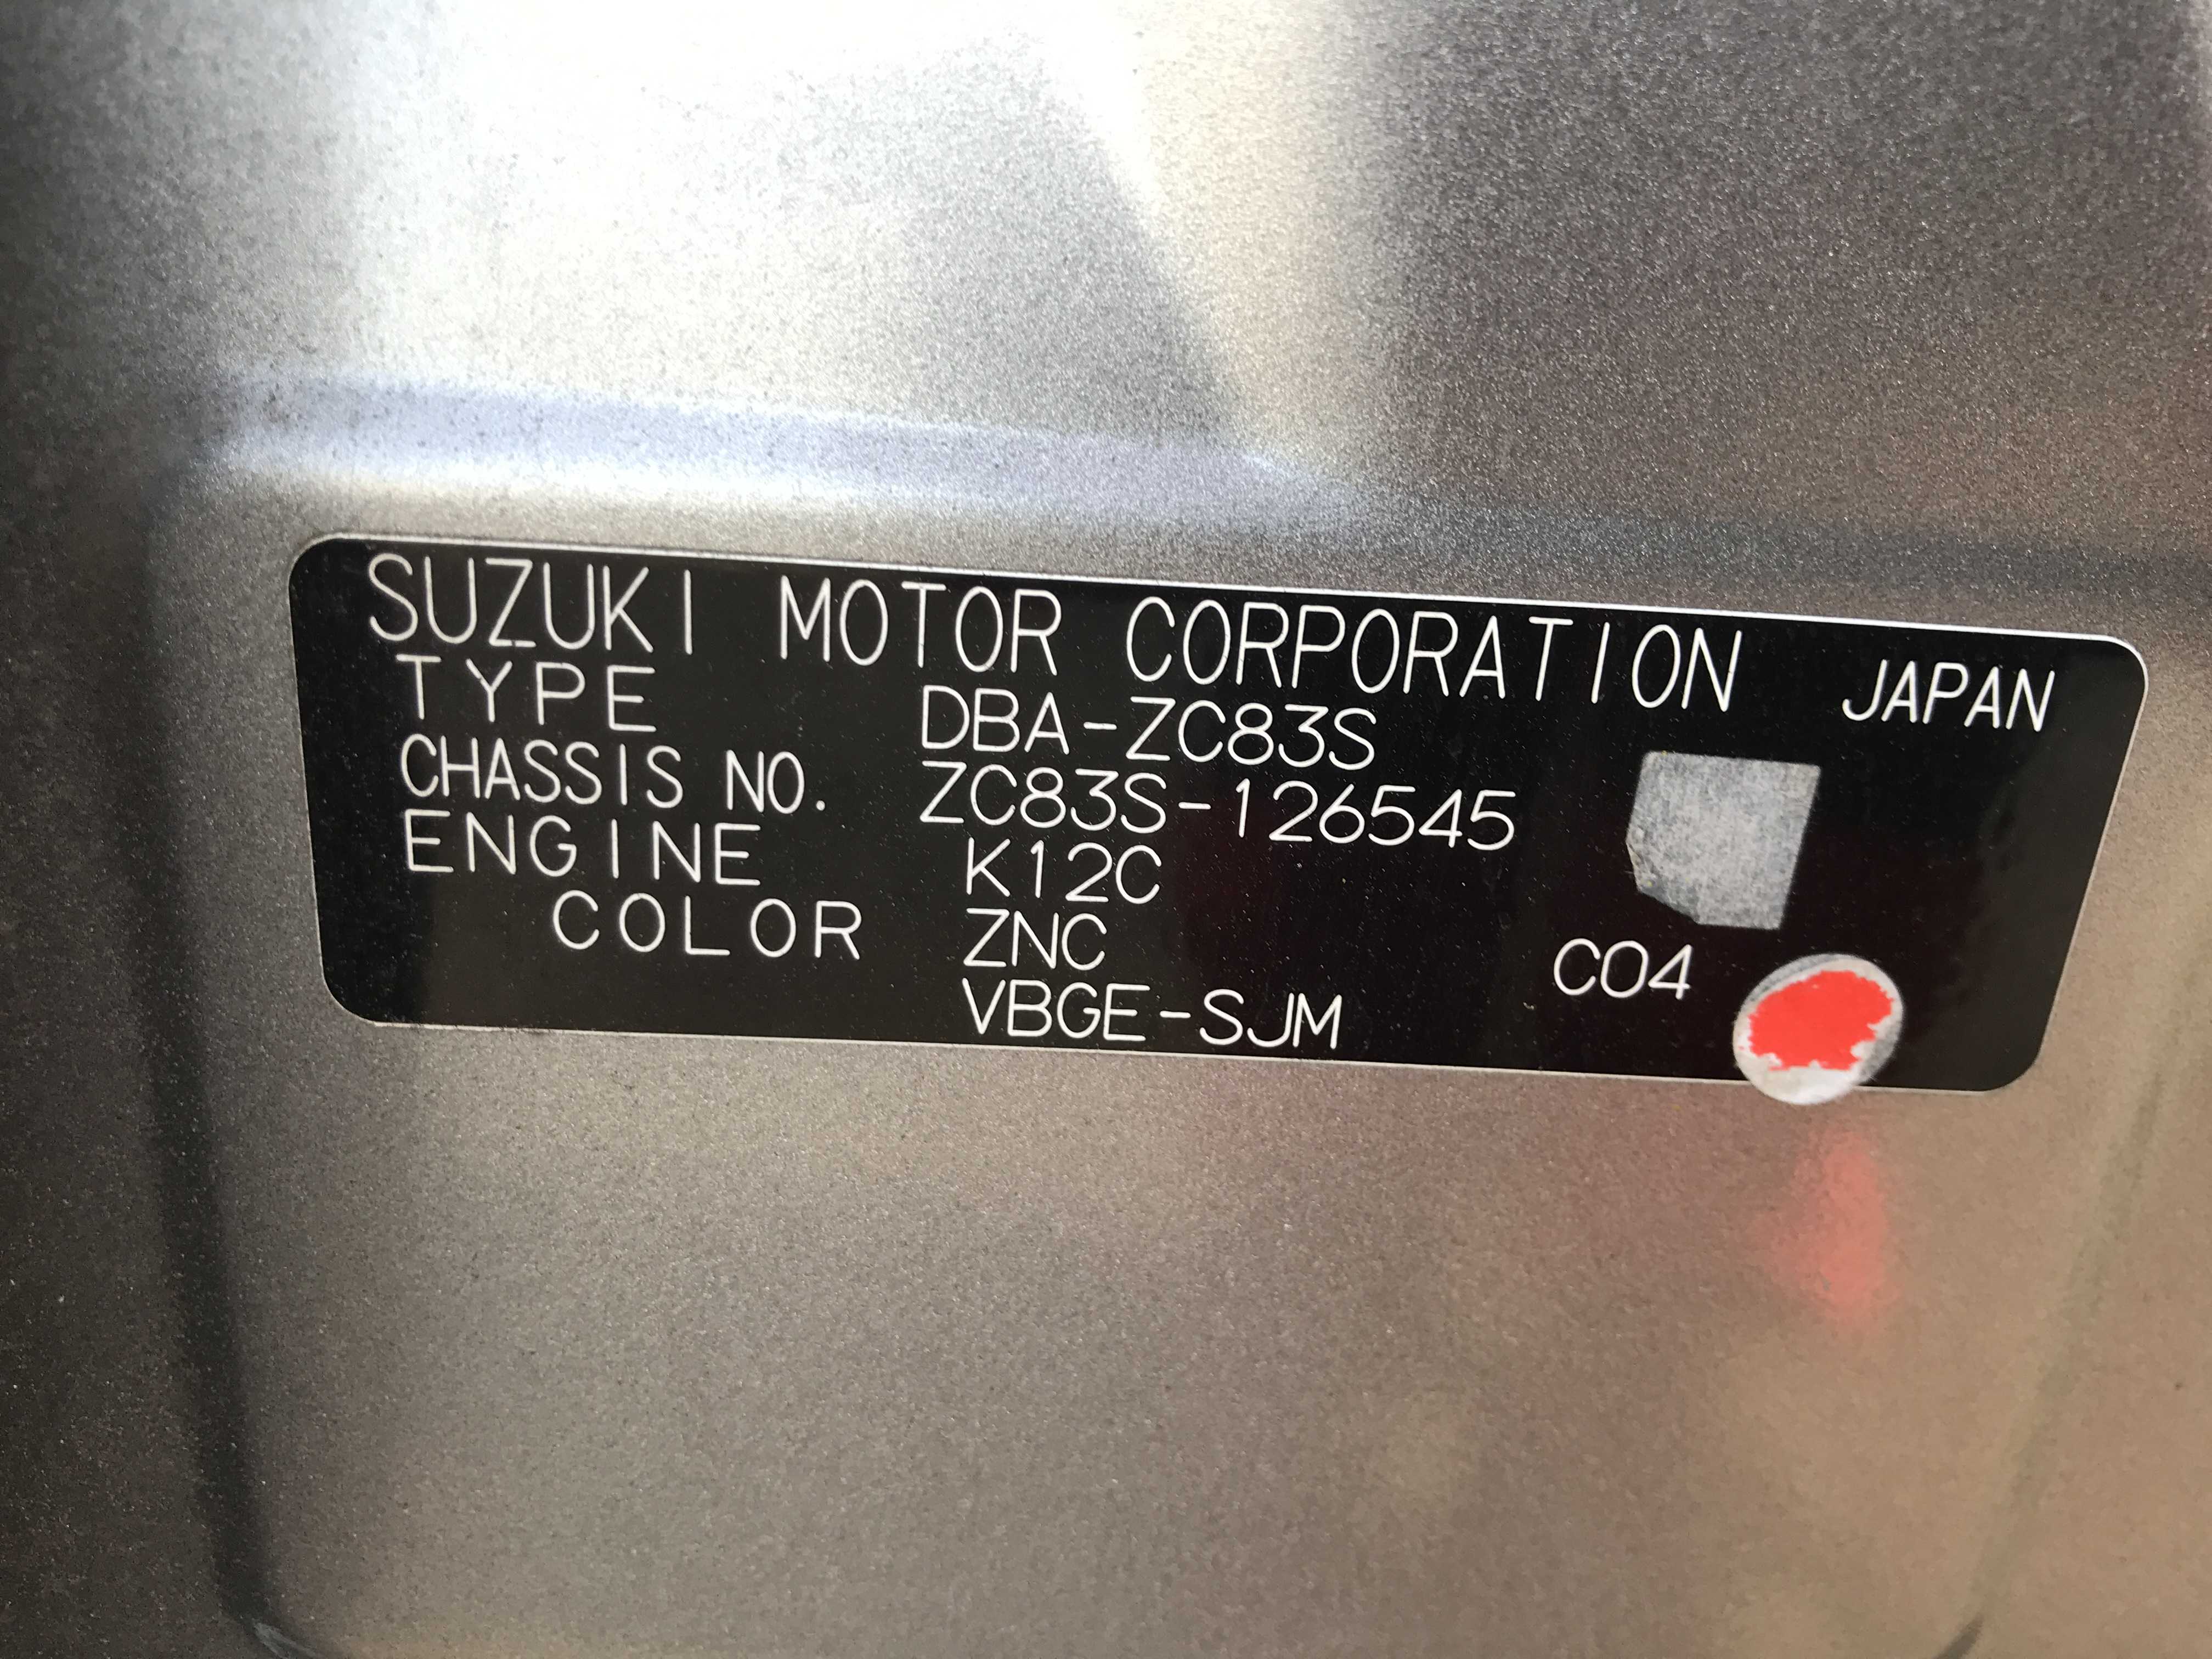 SUZUKI MOTOR CORPORATION JAPAN
TYPE DBA-ZC83S
CHASSIS NO. ZC83S-126545
ENGINE K12C
COLOR ZNC C04
VBGE-SJM